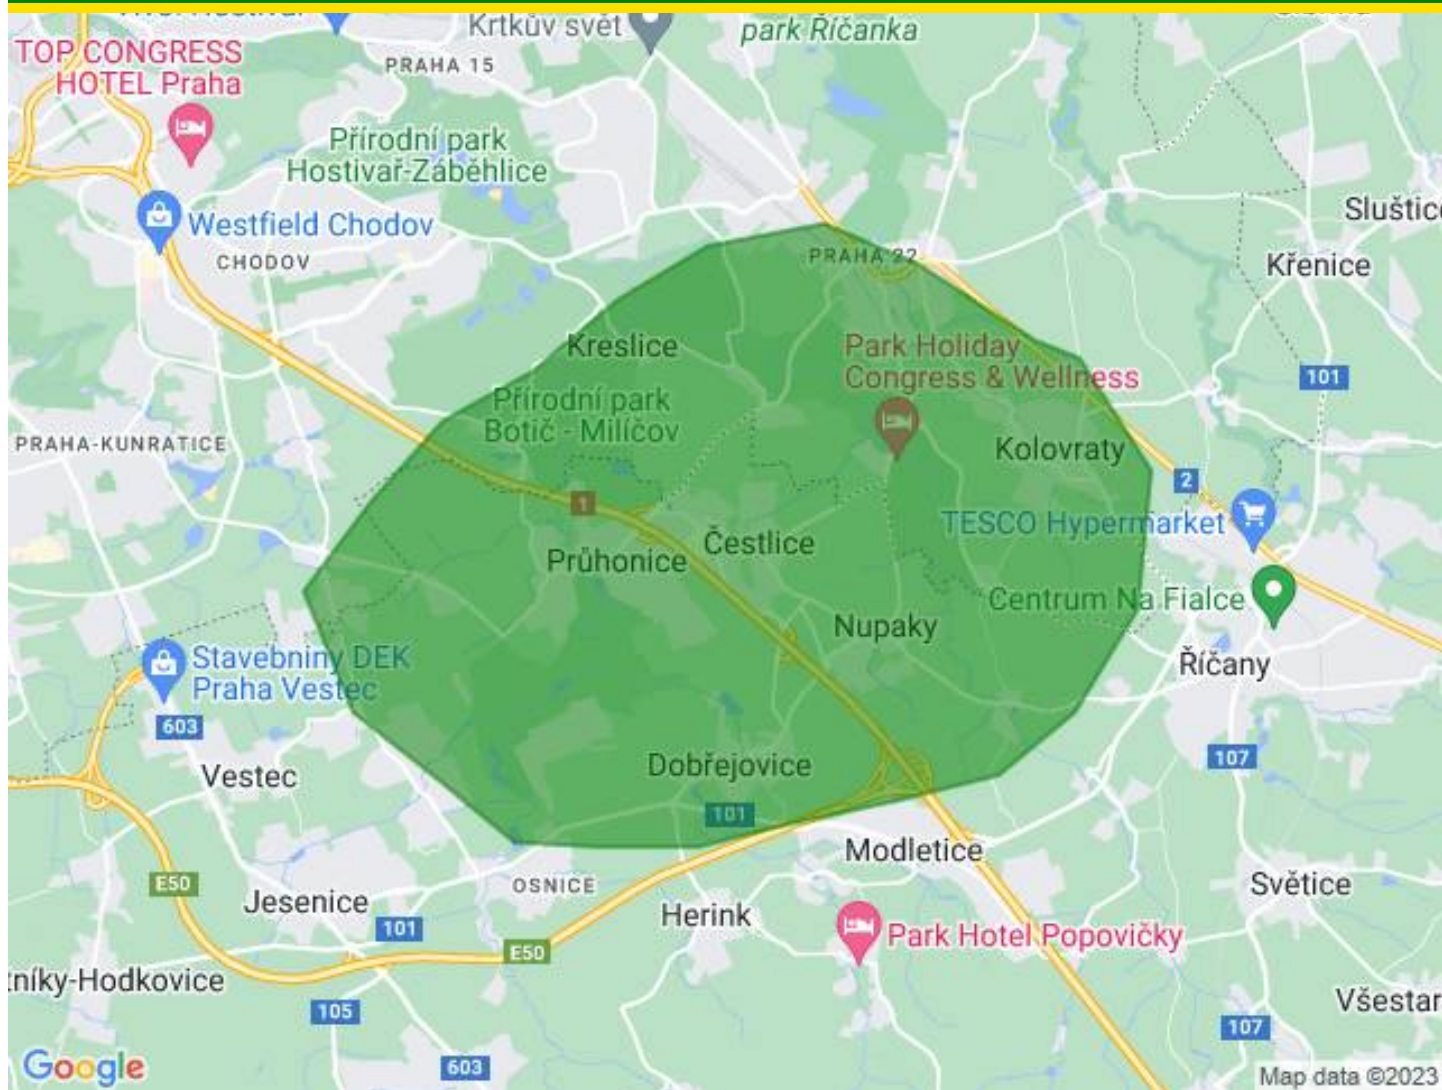 Krtkův svět
park Říčanka
TOP CONGRESS
HOTEL Praha
PRAHA 15
Přírodní park
Hostivař-Záběhlice
Westfield Chodov
CHODOV
PRAHA 22
Křenice
Kreslice
Park Holiday
Congress & Wellness
101
Přírodní park
Botič - Milíčov
PRAHA-KUNRATICE
Kolovraty
2
1
TESCO Hypermarket
Čestlice
Průhonice
Centrum Na Fialce
Nupaky
Říčany
Stavebniny DEK
Praha Vestec
603
107
Vestec
Dobřejovice
101
Modletice
E50
OSNICE
Světice
Jesenice
Herink
101
Park Hotel Popovičky
E50
níky-Hodkovice
Všestar
105
107
603
Google
Map data ©2023